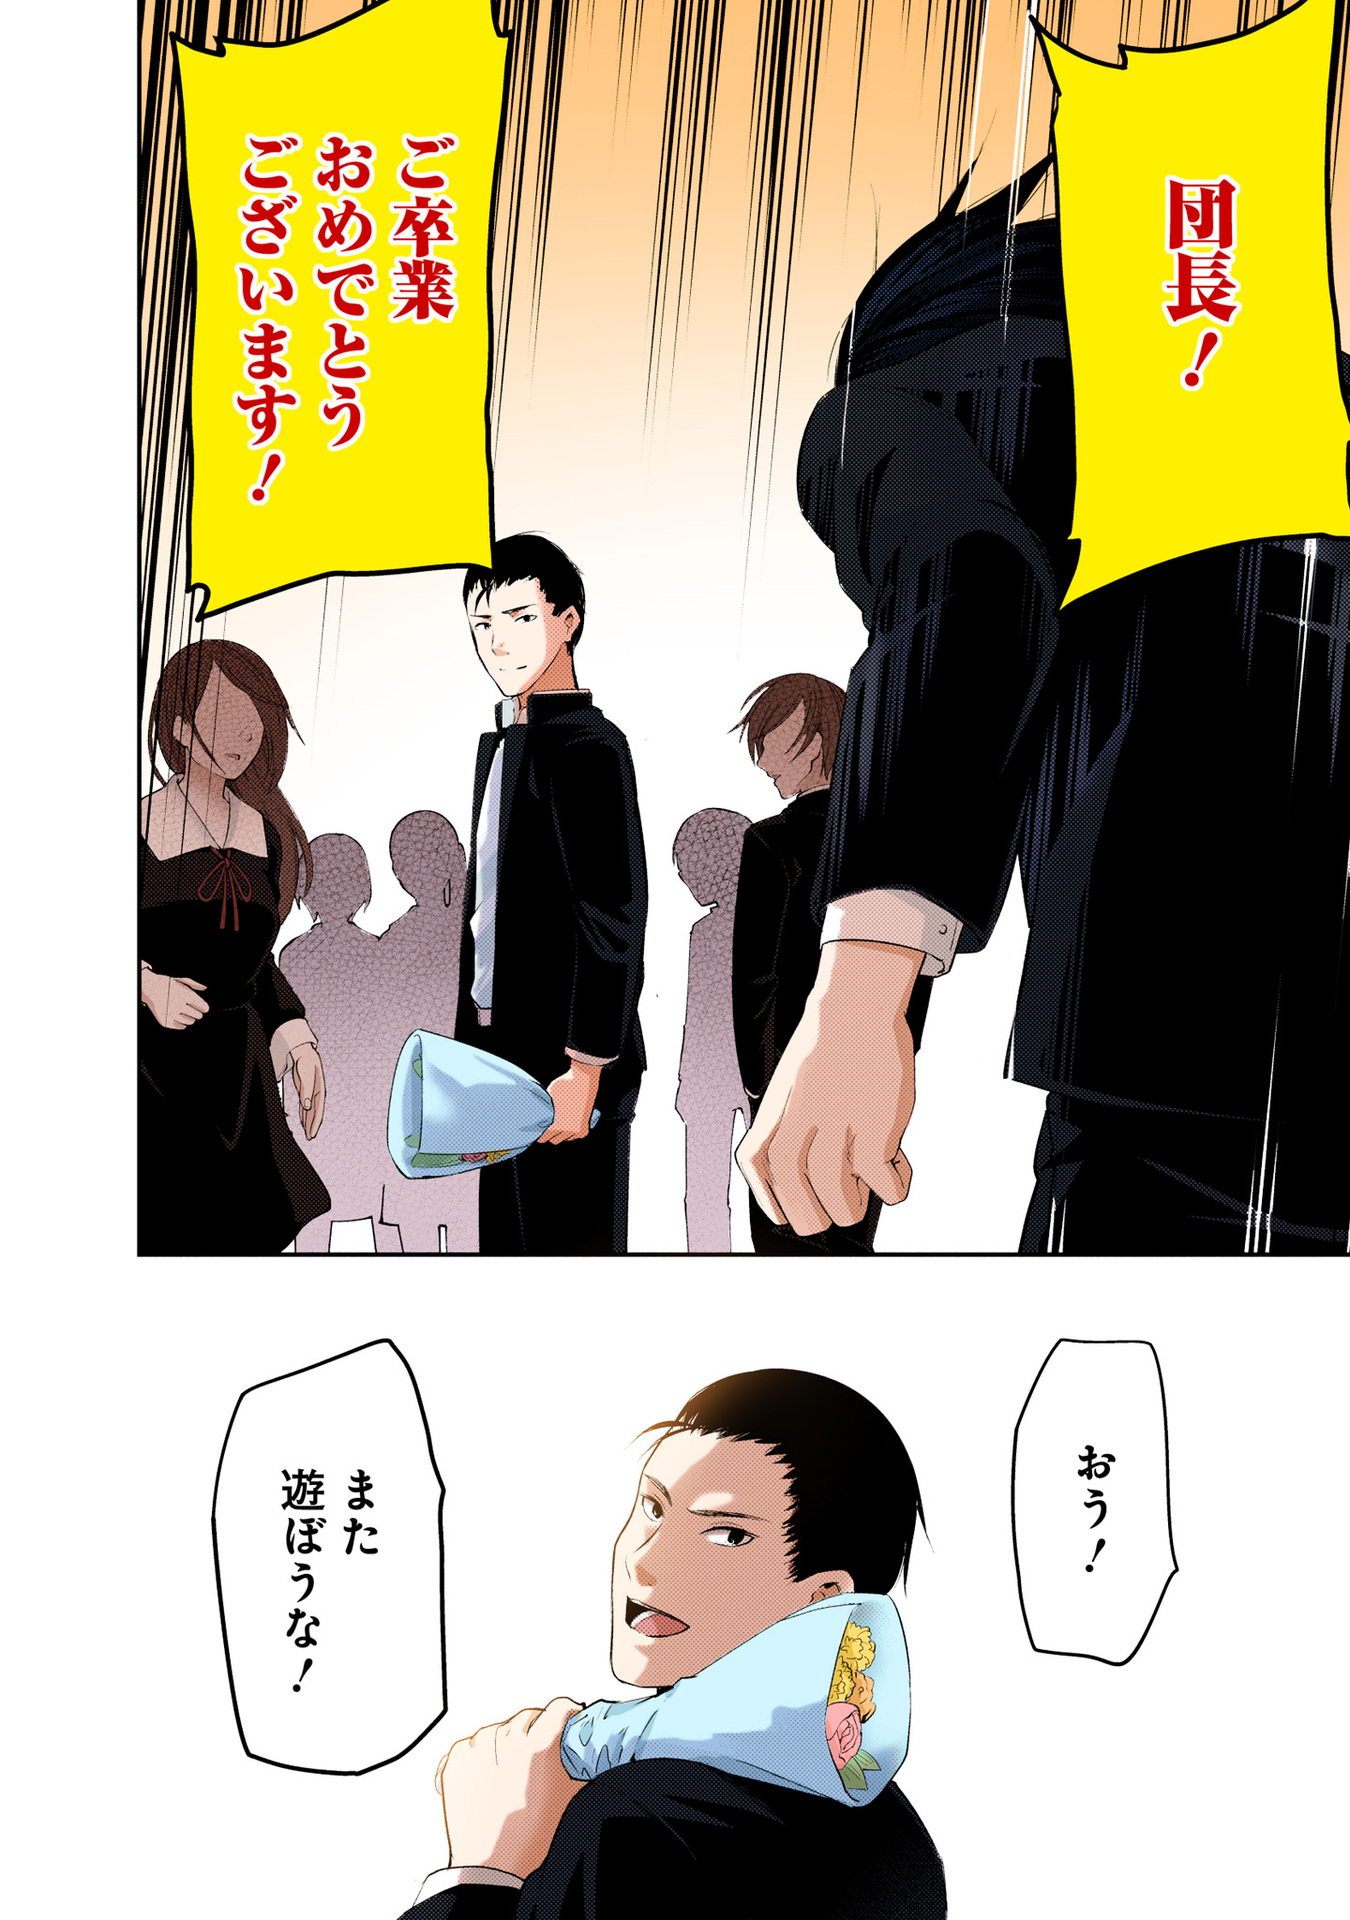 団長！
ご卒業
おめでとう
ございます！
おう！
また
遊ぼうな！